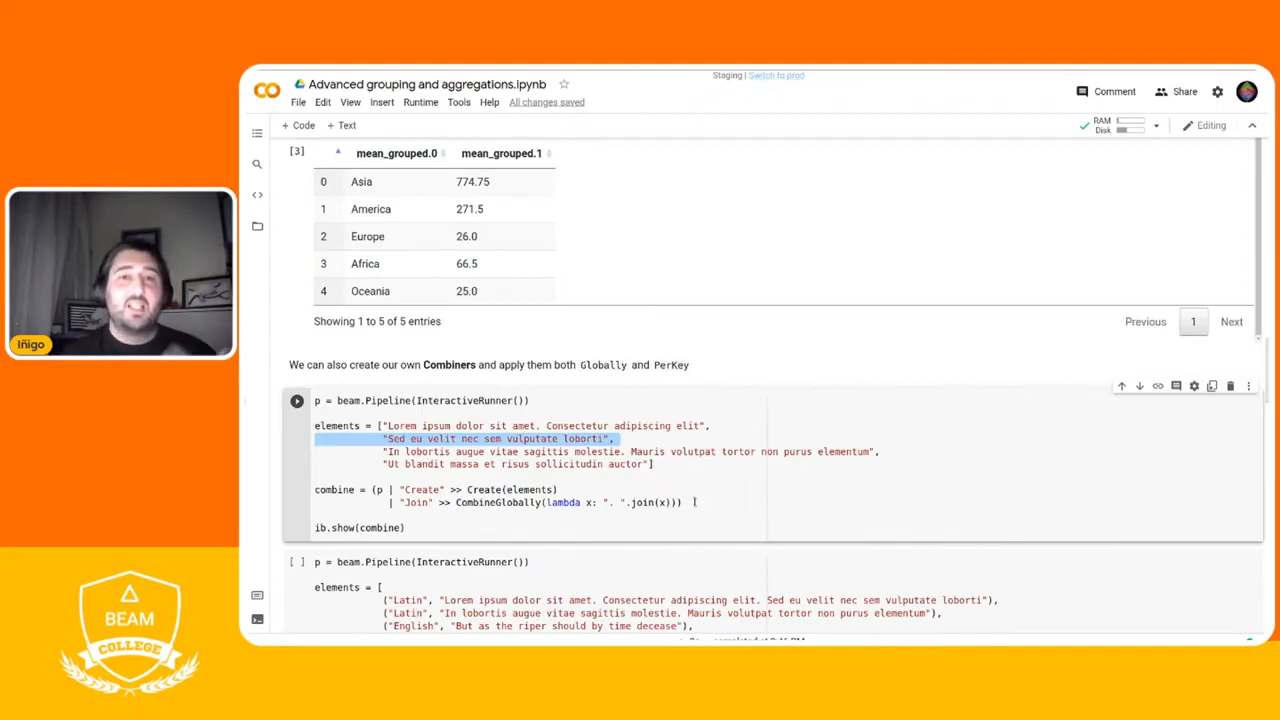 Staging | Switch to prod
Advanced grouping and aggregations.ipynb
Comment
Share
File Edit View Insert Runtime Tools Help All changes saved
+ Code + Text
RAM
Disk
Editing
[3]
mean_grouped.0 mean_grouped.1
0 Asia 774.75
1 America 271.5
2 Europe 26.0
3 Africa 66.5
4 Oceania 25.0
Showing 1 to 5 of 5 entries
Previous 1 Next
Iñigo
We can also create our own Combiners and apply them both Globally and PerKey
p = beam.Pipeline(InteractiveRunner())
elements = ["Lorem ipsum dolor sit amet. Consectetur adipiscing elit",
"Sed eu velit nec sem vulputate loborti",
"In lobortis augue vitae sagittis molestie. Mauris volutpat tortor non purus elementum",
"Ut blandit massa et risus sollicitudin auctor"]
combine = (p | "Create" >> Create(elements)
| "Join" >> CombineGlobally(lambda x: ". ".join(x)))
ib.show(combine)
[ ] p = beam.Pipeline(InteractiveRunner())
elements = [
("Latin", "Lorem ipsum dolor sit amet. Consectetur adipiscing elit. Sed eu velit nec sem vulputate loborti"),
("Latin", "In lobortis augue vitae sagittis molestie. Mauris volutpat tortor non purus elementum"),
("English", "But as the riper should by time decease"),
BEAM
COLLEGE